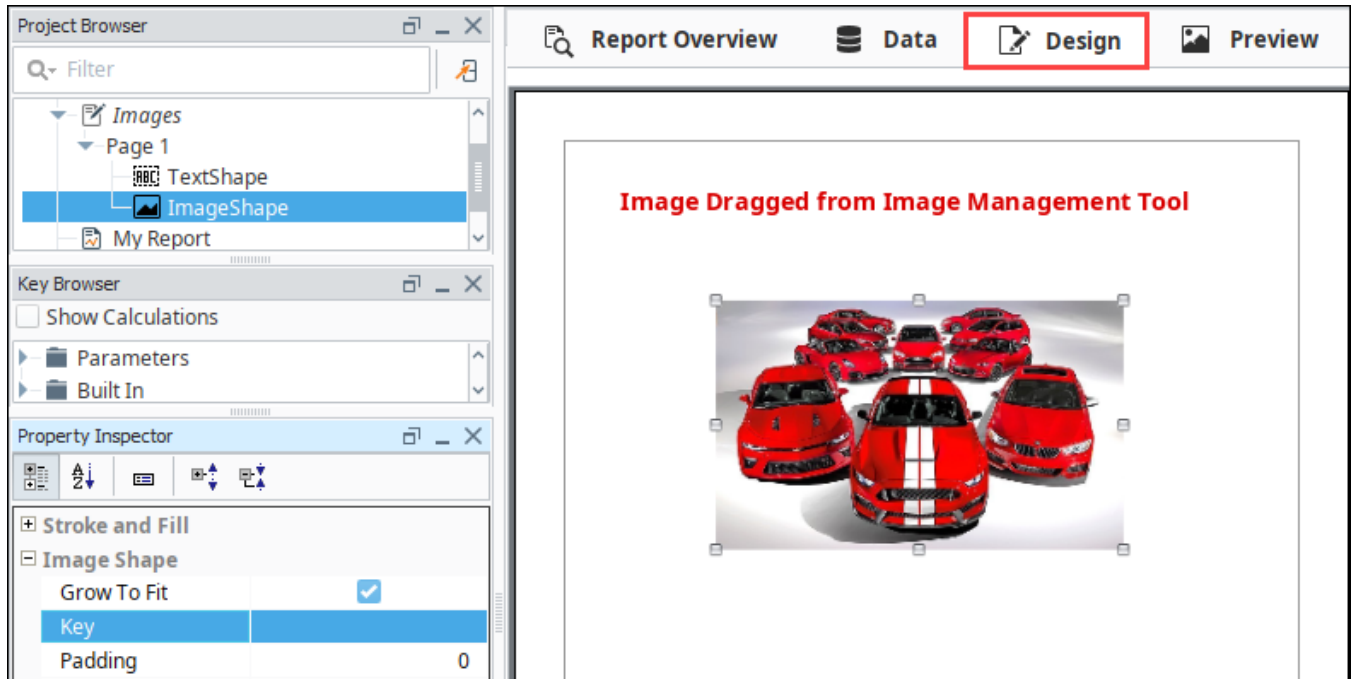 Project Browser
Filter
Images
Page 1
ABC TextShape
ImageShape
My Report
Key Browser
Show Calculations
Parameters
Built In
Property Inspector
A
Z
Stroke and Fill
Image Shape
Grow To Fit
Key
Padding 0
Report Overview Data Design Preview
Image Dragged from Image Management Tool